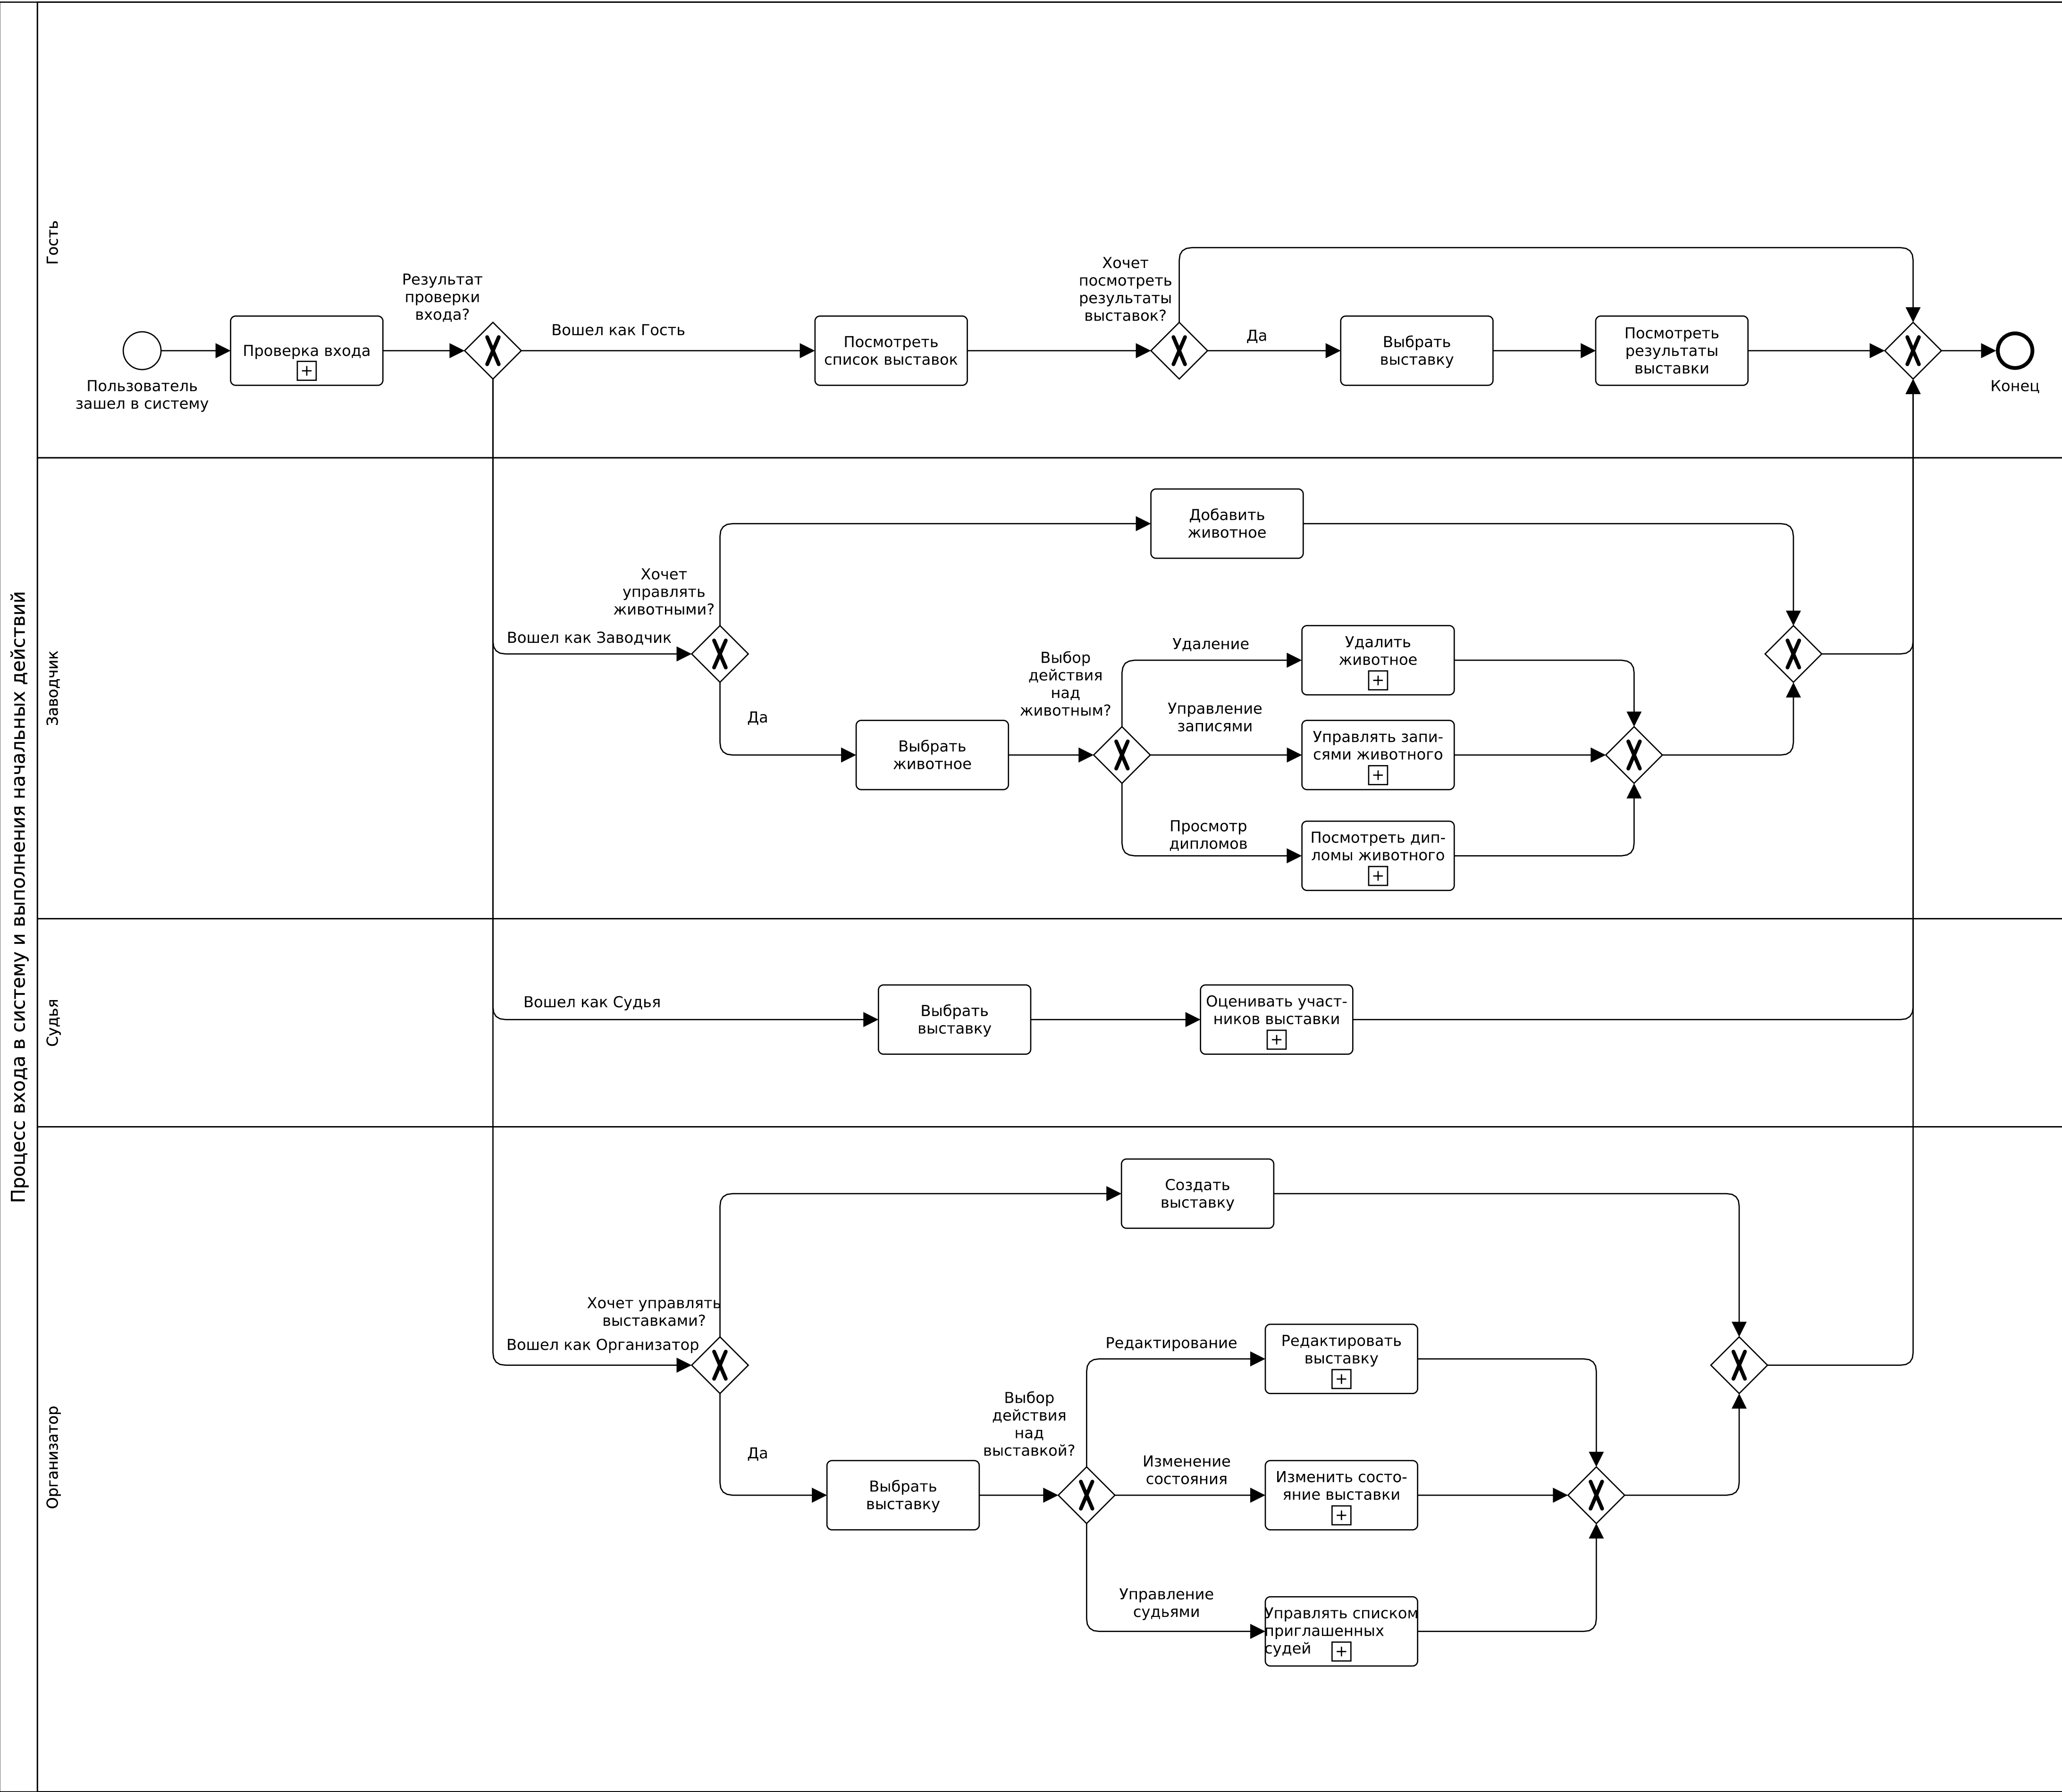 Процесс входа в систему и выполнения начальных действий
Гость
Пользователь
зашел в систему
Проверка входа
Результат
проверки
входа?
Вошел как Гость
Посмотреть
список выставок
Хочет
посмотреть
результаты
выставок?
Да
Выбрать
выставку
Посмотреть
результаты
выставки
Конец
Заводчик
Вошел как Заводчик
Хочет
управлять
животными?
Добавить
животное
Да
Выбрать
животное
Выбор
действия
над
животным?
Удаление
Удалить
животное
Управление
записями
Управлять запи-
сями животного
Просмотр
дипломов
Посмотреть дип-
ломы животного
Судья
Вошел как Судья
Выбрать
выставку
Оценивать участ-
ников выставки
Организатор
Вошел как Организатор
Хочет управлять
выставками?
Создать
выставку
Да
Выбрать
выставку
Выбор
действия
над
выставкой?
Редактирование
Редактировать
выставку
Изменение
состояния
Изменить состо-
яние выставки
Управление
судьями
Управлять списком
приглашенных
судей